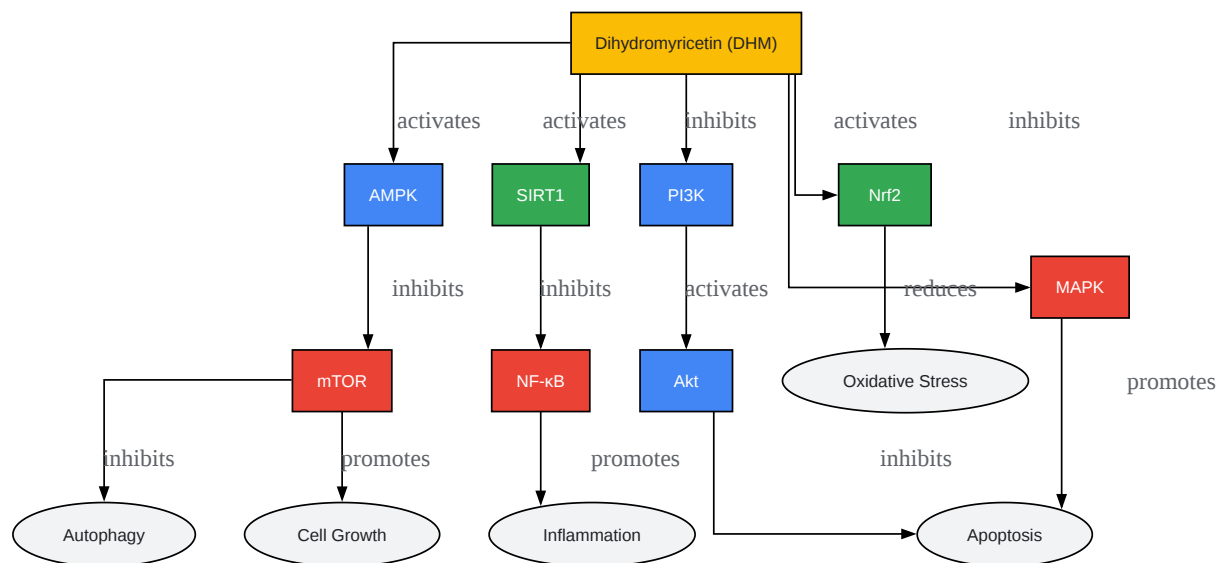 Dihydromyricetin (DHM)
activates
activates
inhibits
activates
inhibits
AMPK
SIRT1
PI3K
Nrf2
inhibits
inhibits
activates
reduces
MAPK
mTOR
NF-κB
Akt
Oxidative Stress
promotes
inhibits
promotes
promotes
inhibits
Autophagy
Cell Growth
Inflammation
Apoptosis